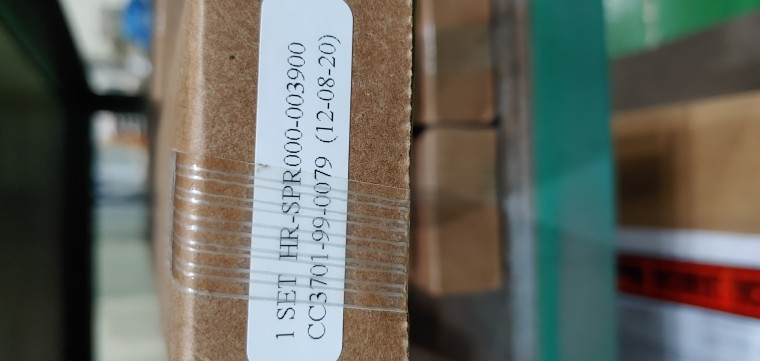 1 SET HR-SPR000-003900
CC3701-99-0079 (12-08-20)